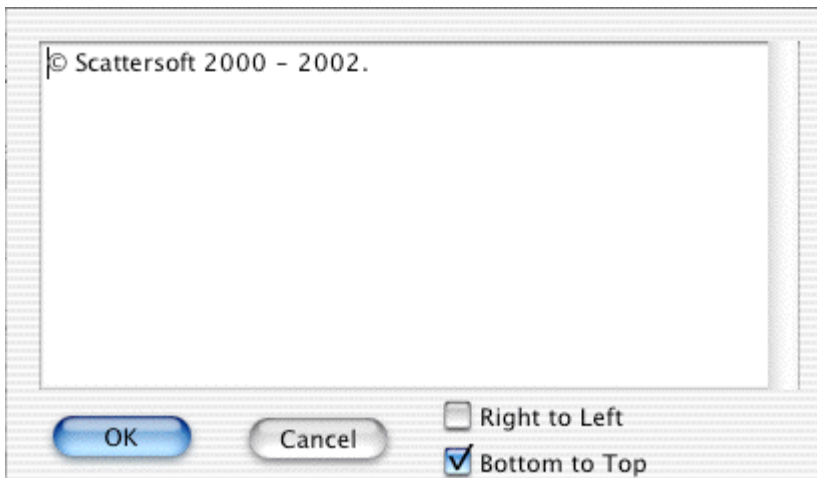 © Scattersoft 2000 – 2002.
OK
Cancel
Right to Left
Bottom to Top